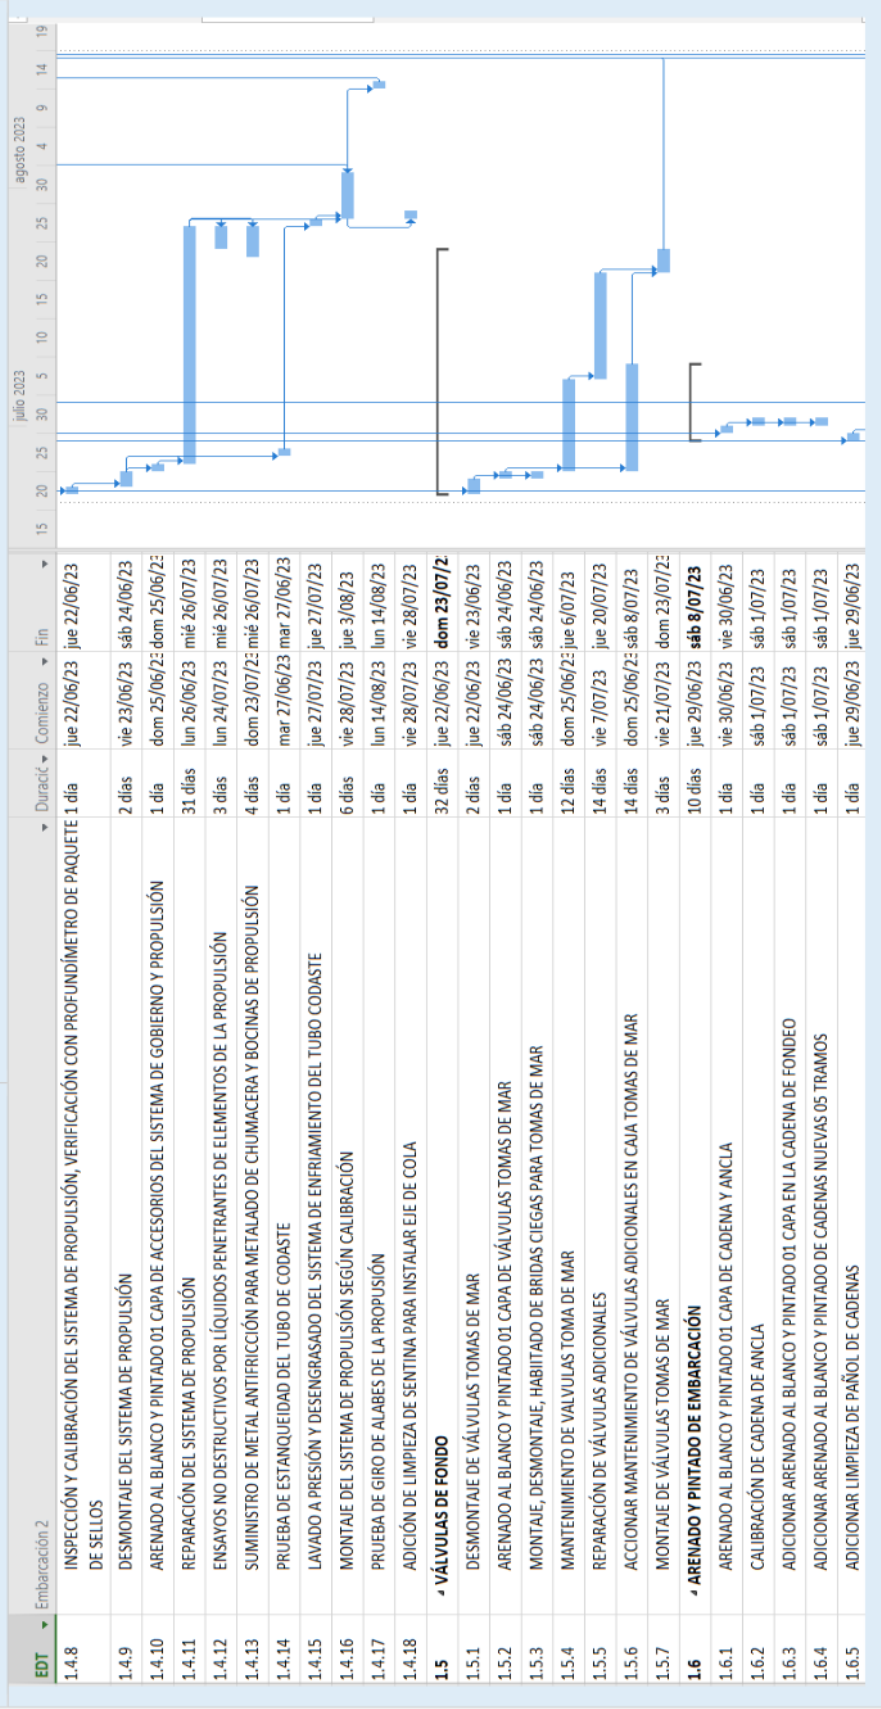 EDT Embarcación 2 Duracić Comienzo Fin
julio 2023 agosto 2023
15 20 25 30 5 10 15 20 25 30 4 9 14 19
1.4.8 INSPECCIÓN Y CALIBRACIÓN DEL SISTEMA DE PROPULSIÓN, VERIFICACIÓN CON PROFUNDÍMETRO DE PAQUETE 1 día jue 22/06/23 jue 22/06/23
DE SELLOS
1.4.9 DESMONTAJE DEL SISTEMA DE PROPULSIÓN 2 días vie 23/06/23 sáb 24/06/23
1.4.10 ARENADO AL BLANCO Y PINTADO 01 CAPA DE ACCESORIOS DEL SISTEMA DE GOBIERNO Y PROPULSIÓN 1 día dom 25/06/23 dom 25/06/23
1.4.11 REPARACIÓN DEL SISTEMA DE PROPULSIÓN 31 días lun 26/06/23 mié 26/07/23
1.4.12 ENSAYOS NO DESTRUCTIVOS POR LÍQUIDOS PENETRANTES DE ELEMENTOS DE LA PROPULSIÓN 3 días lun 24/07/23 mié 26/07/23
1.4.13 SUMINISTRO DE METAL ANTIFRICCIÓN PARA METALADO DE CHUMACERA Y BOCINAS DE PROPULSIÓN 4 días dom 23/07/23 mié 26/07/23
1.4.14 PRUEBA DE ESTANQUEIDAD DEL TUBO DE CODASTE 1 día mar 27/06/23 mar 27/06/23
1.4.15 LAVADO A PRESIÓN Y DESENGRASADO DEL SISTEMA DE ENFRIAMIENTO DEL TUBO CODASTE 1 día jue 27/07/23 jue 27/07/23
1.4.16 MONTAJE DEL SISTEMA DE PROPULSIÓN SEGÚN CALIBRACIÓN 6 días vie 28/07/23 jue 3/08/23
1.4.17 PRUEBA DE GIRO DE ALABES DE LA PROPUSIÓN 1 día lun 14/08/23 lun 14/08/23
1.4.18 ADICIÓN DE LIMPIEZA DE SENTINA PARA INSTALAR EJE DE COLA 1 día vie 28/07/23 vie 28/07/23
1.5 VÁLVULAS DE FONDO 32 días jue 22/06/23 dom 23/07/2
1.5.1 DESMONTAJE DE VÁLVULAS TOMAS DE MAR 2 días jue 22/06/23 vie 23/06/23
1.5.2 ARENADO AL BLANCO Y PINTADO 01 CAPA DE VÁLVULAS TOMAS DE MAR 1 día sáb 24/06/23 sáb 24/06/23
1.5.3 MONTAJE, DESMONTAJE, HABIITADO DE BRIDAS CIEGAS PARA TOMAS DE MAR 1 día sáb 24/06/23 sáb 24/06/23
1.5.4 MANTENIMIENTO DE VALVULAS TOMA DE MAR 12 días dom 25/06/23 jue 6/07/23
1.5.5 REPARACIÓN DE VÁLVULAS ADICIONALES 14 días vie 7/07/23 jue 20/07/23
1.5.6 ACCIONAR MANTENIMIENTO DE VÁLVULAS ADICIONALES EN CAJA TOMAS DE MAR 14 días dom 25/06/23 sáb 8/07/23
1.5.7 MONTAJE DE VÁLVULAS TOMAS DE MAR 3 días vie 21/07/23 dom 23/07/23
1.6 ARENADO Y PINTADO DE EMBARCACIÓN 10 días jue 29/06/23 sáb 8/07/23
1.6.1 ARENADO AL BLANCO Y PINTADO 01 CAPA DE CADENA Y ANCLA 1 día vie 30/06/23 vie 30/06/23
1.6.2 CALIBRACIÓN DE CADENA DE ANCLA 1 día sáb 1/07/23 sáb 1/07/23
1.6.3 ADICIONAR ARENADO AL BLANCO Y PINTADO 01 CAPA EN LA CADENA DE FONDEO 1 día sáb 1/07/23 sáb 1/07/23
1.6.4 ADICIONAR ARENADO AL BLANCO Y PINTADO DE CADENAS NUEVAS 05 TRAMOS 1 día sáb 1/07/23 sáb 1/07/23
1.6.5 ADICIONAR LIMPIEZA DE PAÑOL DE CADENAS 1 día jue 29/06/23 jue 29/06/23